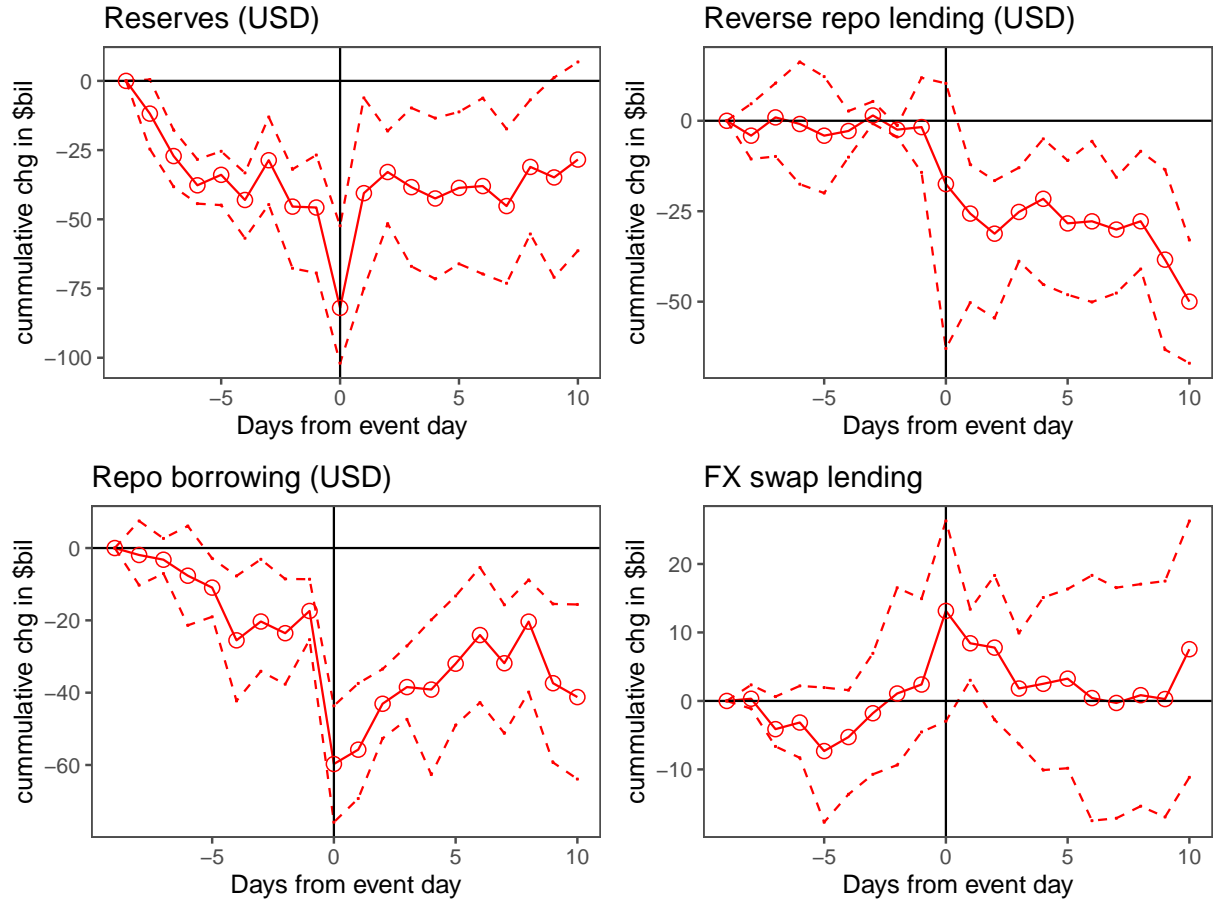 Reserves (USD)
cummulative chg in $bil
0
−25
−50
−75
−100
−5
0
5
10
Days from event day
Reverse repo lending (USD)
cummulative chg in $bil
0
−25
−50
−5
0
5
10
Days from event day
Repo borrowing (USD)
cummulative chg in $bil
0
−20
−40
−60
−5
0
5
10
Days from event day
FX swap lending
cummulative chg in $bil
20
10
0
−10
−5
0
5
10
Days from event day